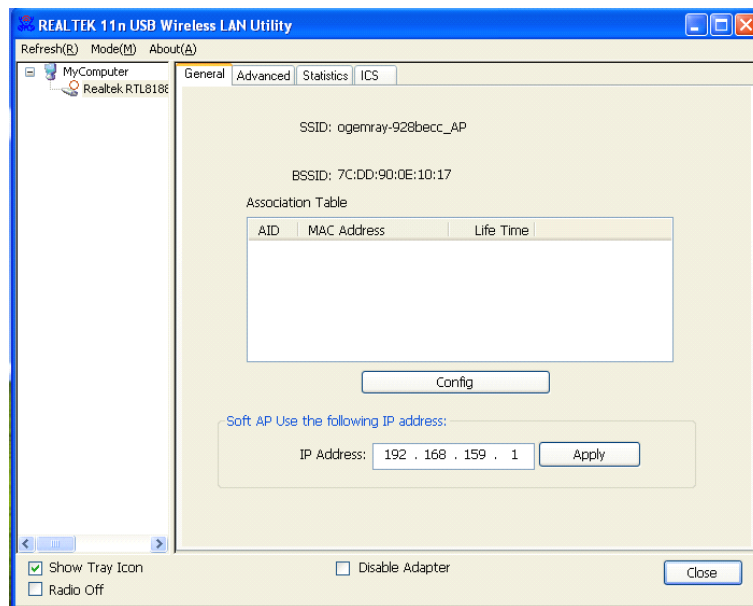 REALTEK 11n USB Wireless LAN Utility
Refresh(R) Mode(M) About(A)
MyComputer
Realtek RTL8188
General Advanced Statistics ICS
SSID: ogemray-928becc_AP
BSSID: 7C:DD:90:0E:10:17
Association Table
AID MAC Address Life Time
Config
Soft AP Use the following IP address:
IP Address: 192 . 168 . 159 . 1 Apply
Show Tray Icon
Disable Adapter
Radio Off
Close